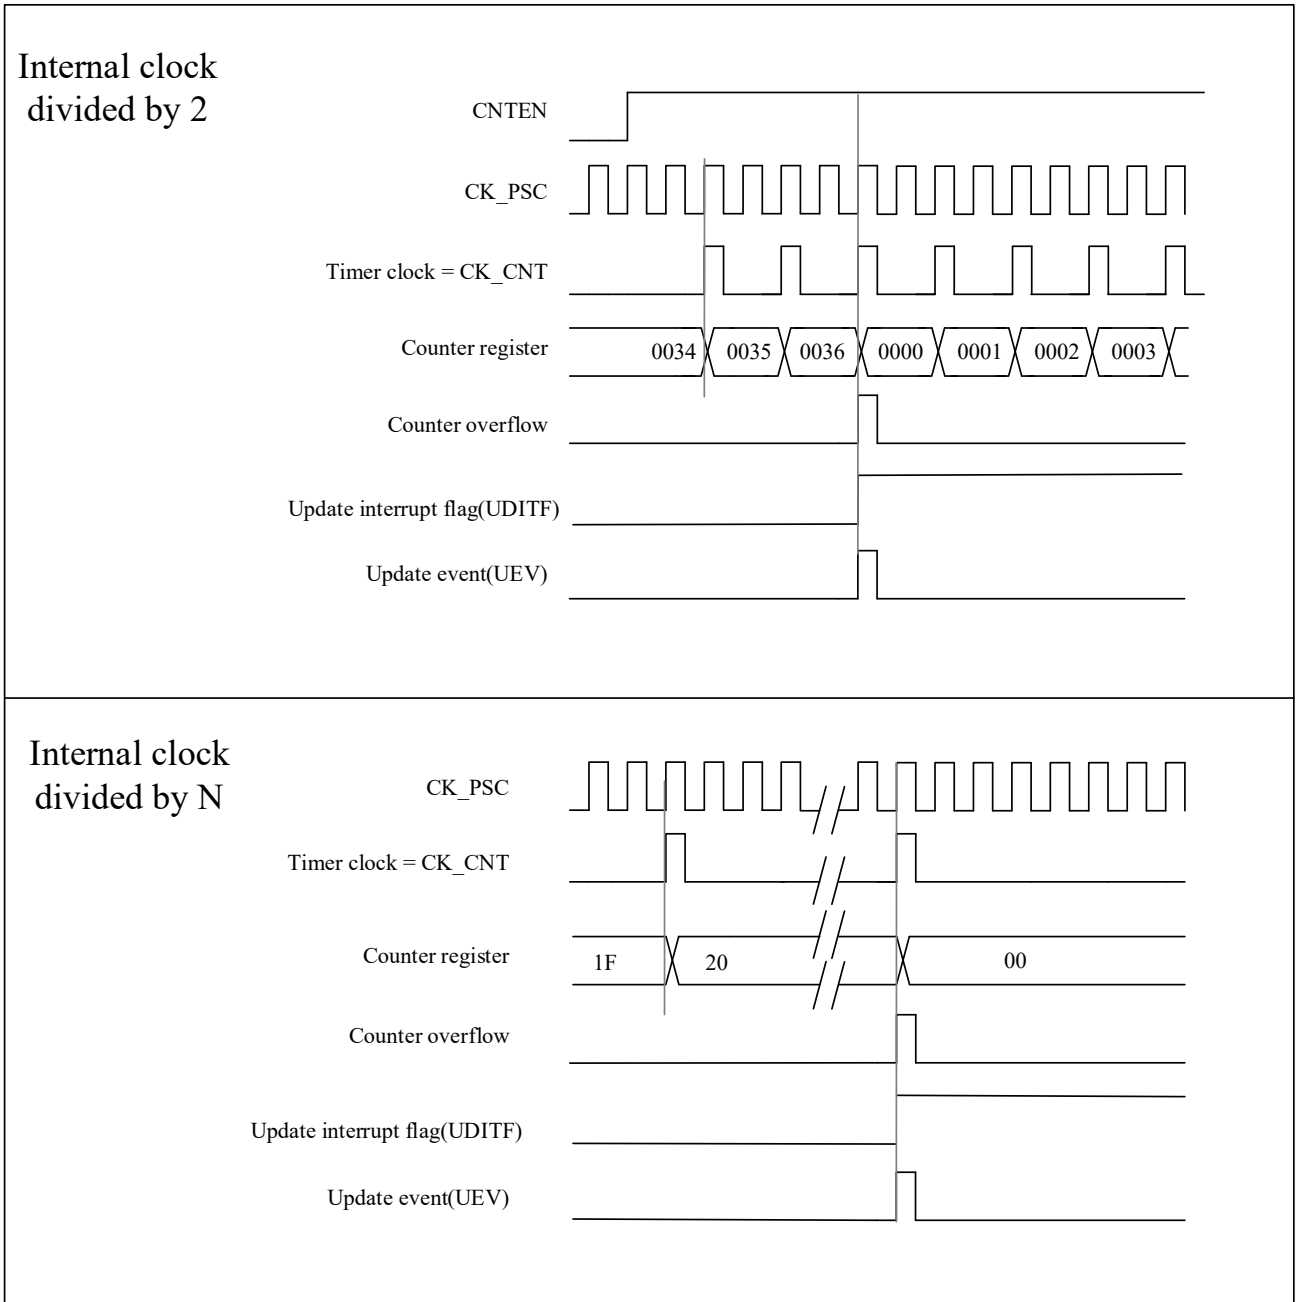 Internal clock
divided by 2
CNTEN
CK_PSC
Timer clock = CK_CNT
Counter register
0034 0035 0036 0000 0001 0002 0003
Counter overflow
Update interrupt flag(UDITF)
Update event(UEV)
Internal clock
divided by N
CK_PSC
Timer clock = CK_CNT
Counter register
1F 20 00
Counter overflow
Update interrupt flag(UDITF)
Update event(UEV)